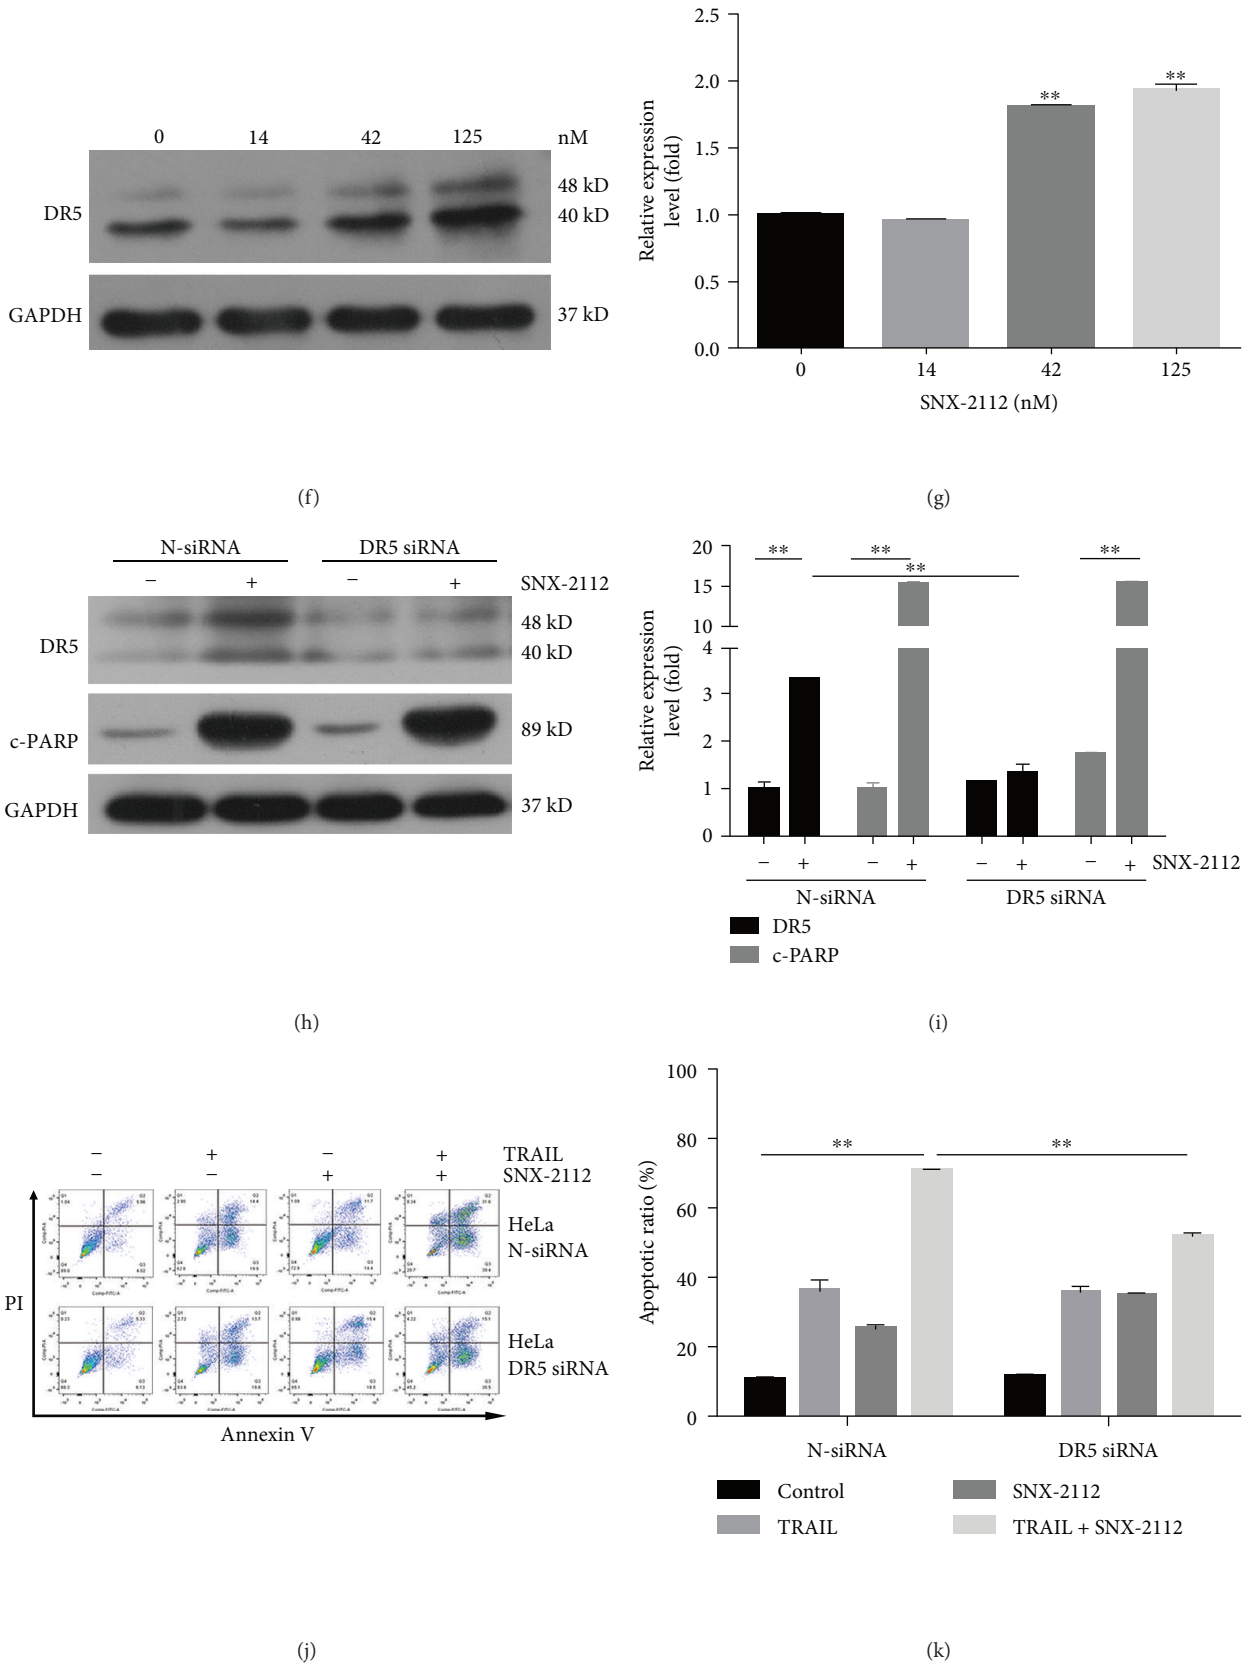 0 14 42 125 nM
DR5
48 kD
40 kD
GAPDH
37 kD
(f)
Relative expression
level (fold)
2.5
2.0
1.5
1.0
0.5
0.0
**
**
0 14 42 125
SNX-2112 (nM)
(g)
N-siRNA DR5 siRNA
− + − + SNX-2112
DR5
48 kD
40 kD
c-PARP
89 kD
GAPDH
37 kD
(h)
Relative expression
level (fold)
20
15
10
4
3
2
1
0
** ** **
**
− + − + − + − + SNX-2112
N-siRNA DR5 siRNA
DR5
c-PARP
(i)
− + − + TRAIL
− − + + SNX-2112
HeLa
N-siRNA
HeLa
DR5 siRNA
PI
Annexin V
(j)
Apoptotic ratio (%)
100
80
60
40
20
0
** **
N-siRNA DR5 siRNA
Control SNX-2112
TRAIL TRAIL + SNX-2112
(k)